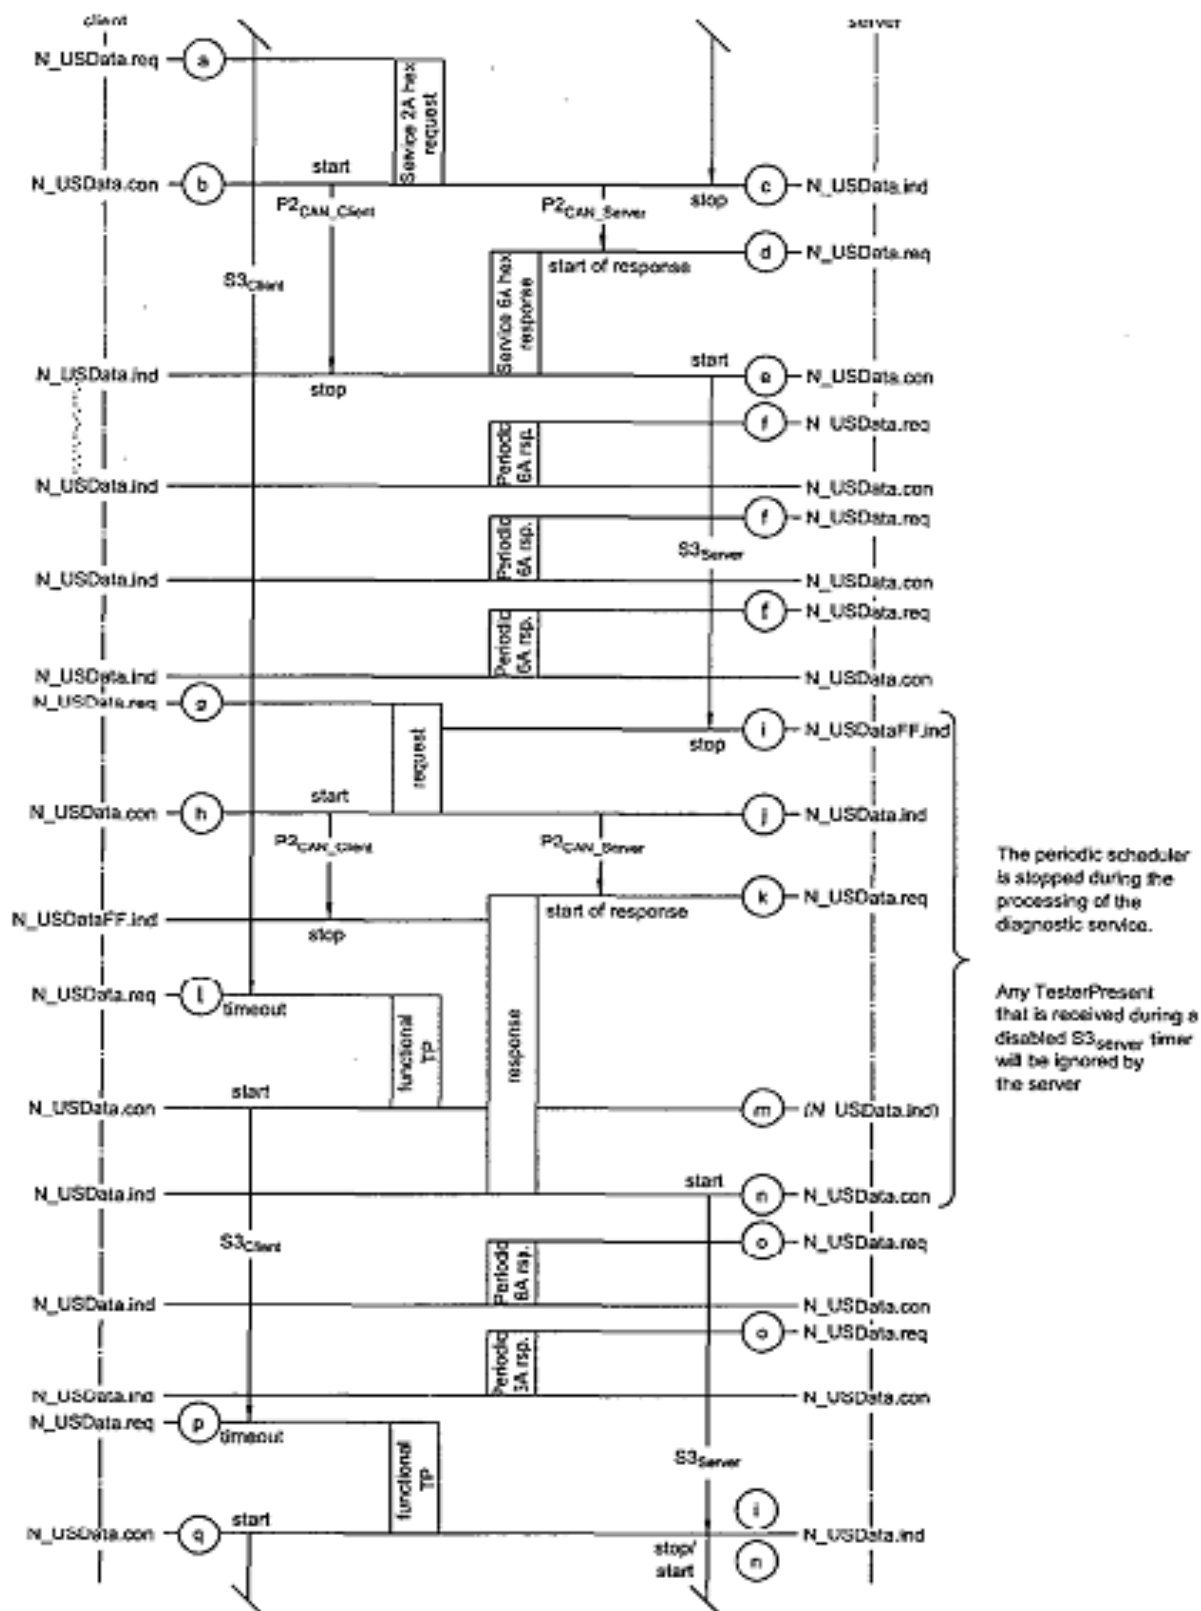 client server
N_USData.req a
Service 2A hex
request
start
N_USData.con b c N_USData.ind
P2CAN_Client P2CAN_Server stop
d N_USData.req
start of response
S3Client
Service 6A hex
response
start
N_USData.ind e N_USData.con
stop
f N_USData.req
Periodic
6A rsp.
N_USData.ind N_USData.con
f N_USData.req
Periodic
6A rsp.
S3Server
N_USData.ind N_USData.con
f N_USData.req
Periodic
6A rsp.
N_USData.ind N_USData.con
N_USData.req g
i N_USDataFF.ind
stop
request
start
N_USData.con h j N_USData.ind
P2CAN_Client P2CAN_Server
The periodic scheduler
is stopped during the
processing of the
diagnostic service.
k N_USData.req
start of response
N_USDataFF.ind
stop
N_USData.req l
timeout
Any TesterPresent
that is received during a
disabled S3Server timer
will be ignored by
the server
response
functional
TP
start
N_USData.con m (N_USData.ind)
start
N_USData.ind n N_USData.con
S3Client
o N_USData.req
Periodic
6A rsp.
N_USData.ind N_USData.con
o N_USData.req
Periodic
6A rsp.
N_USData.ind N_USData.con
N_USData.req p
timeout
functional
TP
S3Server
i
start
N_USData.con q N_USData.ind
stop/
start
n